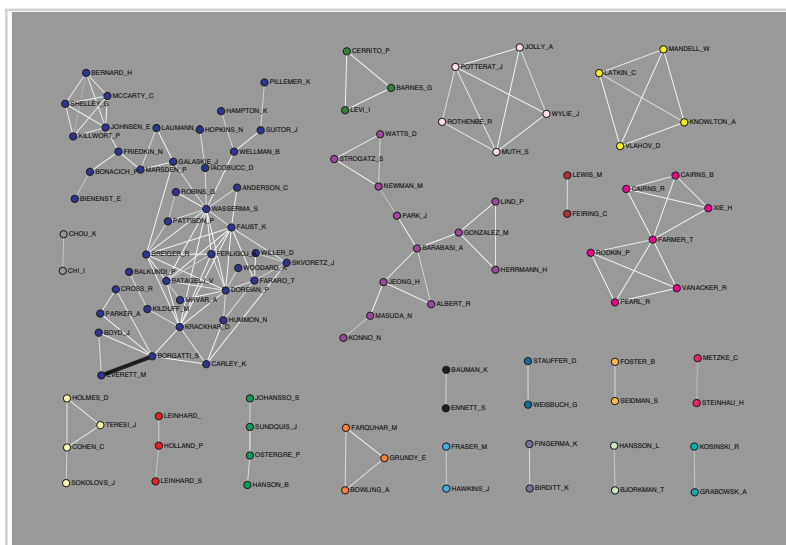 BERNARD_H
MCCARTY_C
SHELLEY_G
JOHNSEN_E
KILLWORT_P
PILLEMER_K
HAMPTON_K
HOPKINS_N
SUITOR_J
FRIEDKIN_N
WELLMAN_B
GALASKIE_J
BONACICH_P
MARSDEN_P
IACOBUCC_D
ROBINS_G
ANDERSON_C
BIENENST_E
WASSERMA_S
PATTISON_P
FAUST_K
CHOU_K
CHI_I
BREIGER_R
WILLER_D
SKVORETZ_J
BALKUNDI_P
BATAGELJ_V
FARARO_T
CROSS_R
DOREIAN_P
MRVAR_A
PARKER_A
KILDUFF_M
HUMMON_N
BOYD_J
KRACKHAR_D
BORGATTI_S
CARLEY_K
EVERETT_M
CERRITO_P
BARNES_G
LEVI_I
JOLLY_A
POTTERAT_J
WYLIE_J
ROTHENBE_R
MUTH_S
MANDELL_W
LATKIN_C
KNOWLTON_A
VLAHOV_D
WATTS_D
STROGATZ_S
NEWMAN_M
PARK_J
LIND_P
GONZALEZ_M
BARABASI_A
HERRMANN_H
JEONG_H
ALBERT_R
MASUDA_N
KONNO_N
LEWIS_M
FEIRING_C
CAIRNS_B
CAIRNS_R
XIE_H
FARMER_T
RODKIN_P
VANACKER_R
PEARL_R
BAUMAN_K
ENNETT_S
STAUFFER_D
WEISBUCH_G
FOSTER_B
SEIDMAN_S
METZKE_C
STEINHAU_H
HOLMES_D
TERESI_J
COHEN_C
SOKOLOVS_J
LEINHARD_
HOLLAND_P
LEINHARD_S
JOHANSSO_S
SUNDQUIS_J
OSTERGRE_P
HANSON_B
FARQUHAR_M
GRUNDY_E
BOWLING_A
FRASER_M
HAWKINS_J
FINGERMA_K
BIRDITT_K
HANSSON_L
BJORKMAN_T
KOSINSKI_R
GRABOWSK_A